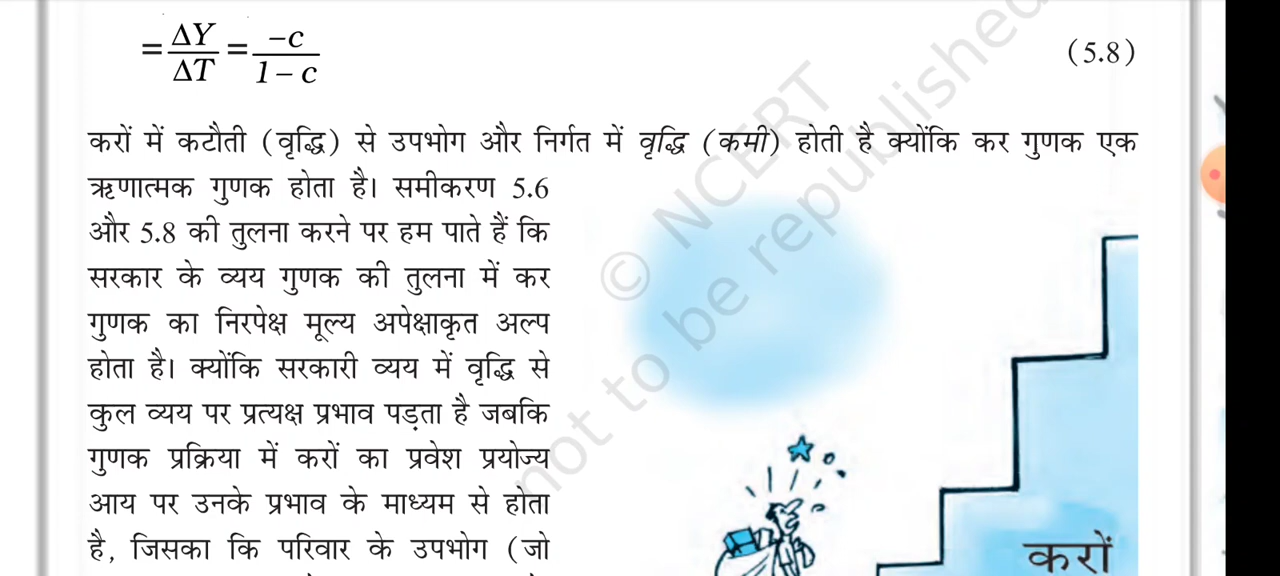 = ΔY/ΔT = –c/1– c (5.8)
करों में कटौती (वृद्धि) से उपभोग और निर्गत में वृद्धि (कमी) होती है क्योंकि कर गुणक एक
ऋणात्मक गुणक होता है। समीकरण 5.6
और 5.8 की तुलना करने पर हम पाते हैं कि
सरकार के व्यय गुणक की तुलना में कर
गुणक का निरपेक्ष मूल्य अपेक्षाकृत अल्प
होता है। क्योंकि सरकारी व्यय में वृद्धि से
कुल व्यय पर प्रत्यक्ष प्रभाव पड़ता है जबकि
गुणक प्रक्रिया में करों का प्रवेश प्रयोज्य
आय पर उनके प्रभाव के माध्यम से होता
है, जिसका कि परिवार के उपभोग (जो
करों
© NCERT
not to be republished